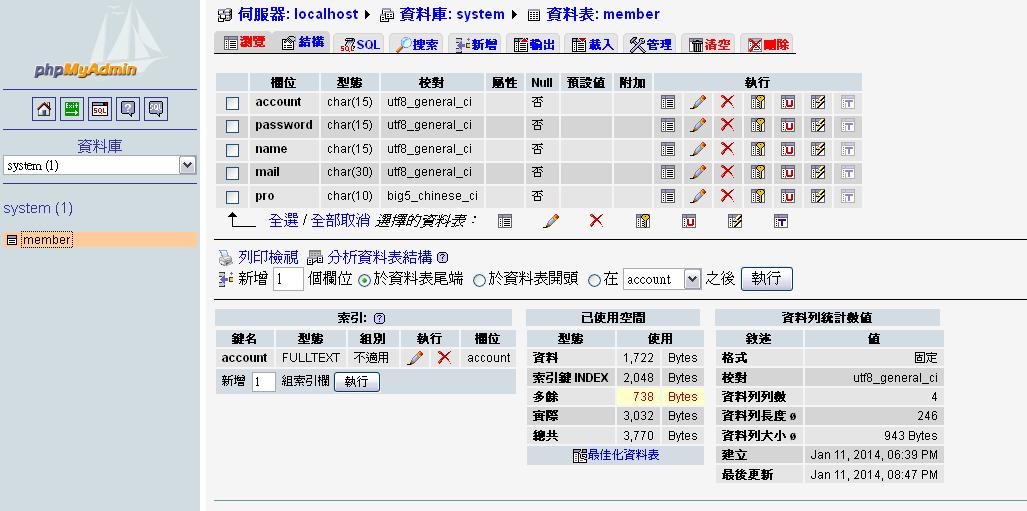 伺服器: localhost ▸ 資料庫: system ▸ 資料表: member
瀏覽 結構 SQL 搜索 新增 輸出 載入 管理 清空 刪除
phpMyAdmin
Exit SQL ? SQL
資料庫
system (1)
system (1)
member
欄位 型態 校對 屬性 Null 預設值 附加 執行
account char(15) utf8_general_ci 否
password char(15) utf8_general_ci 否
name char(15) utf8_general_ci 否
mail char(30) utf8_general_ci 否
pro char(10) big5_chinese_ci 否
全選 / 全部取消 選擇的資料表：
列印檢視 分析資料表結構 ?
新增 1 個欄位 於資料表尾端 於資料表開頭 在 account 之後 執行
索引: ?
鍵名 型態 組別 執行 欄位
account FULLTEXT 不適用 account
新增 1 組索引欄 執行
已使用空間
型態 使用
資料 1,722 Bytes
索引鍵 INDEX 2,048 Bytes
多餘 738 Bytes
實際 3,032 Bytes
總共 3,770 Bytes
最佳化資料表
資料列統計數值
敘述 值
格式 固定
校對 utf8_general_ci
資料列列數 4
資料列長度 ø 246
資料列大小 ø 943 Bytes
建立 Jan 11, 2014, 06:39 PM
最後更新 Jan 11, 2014, 08:47 PM